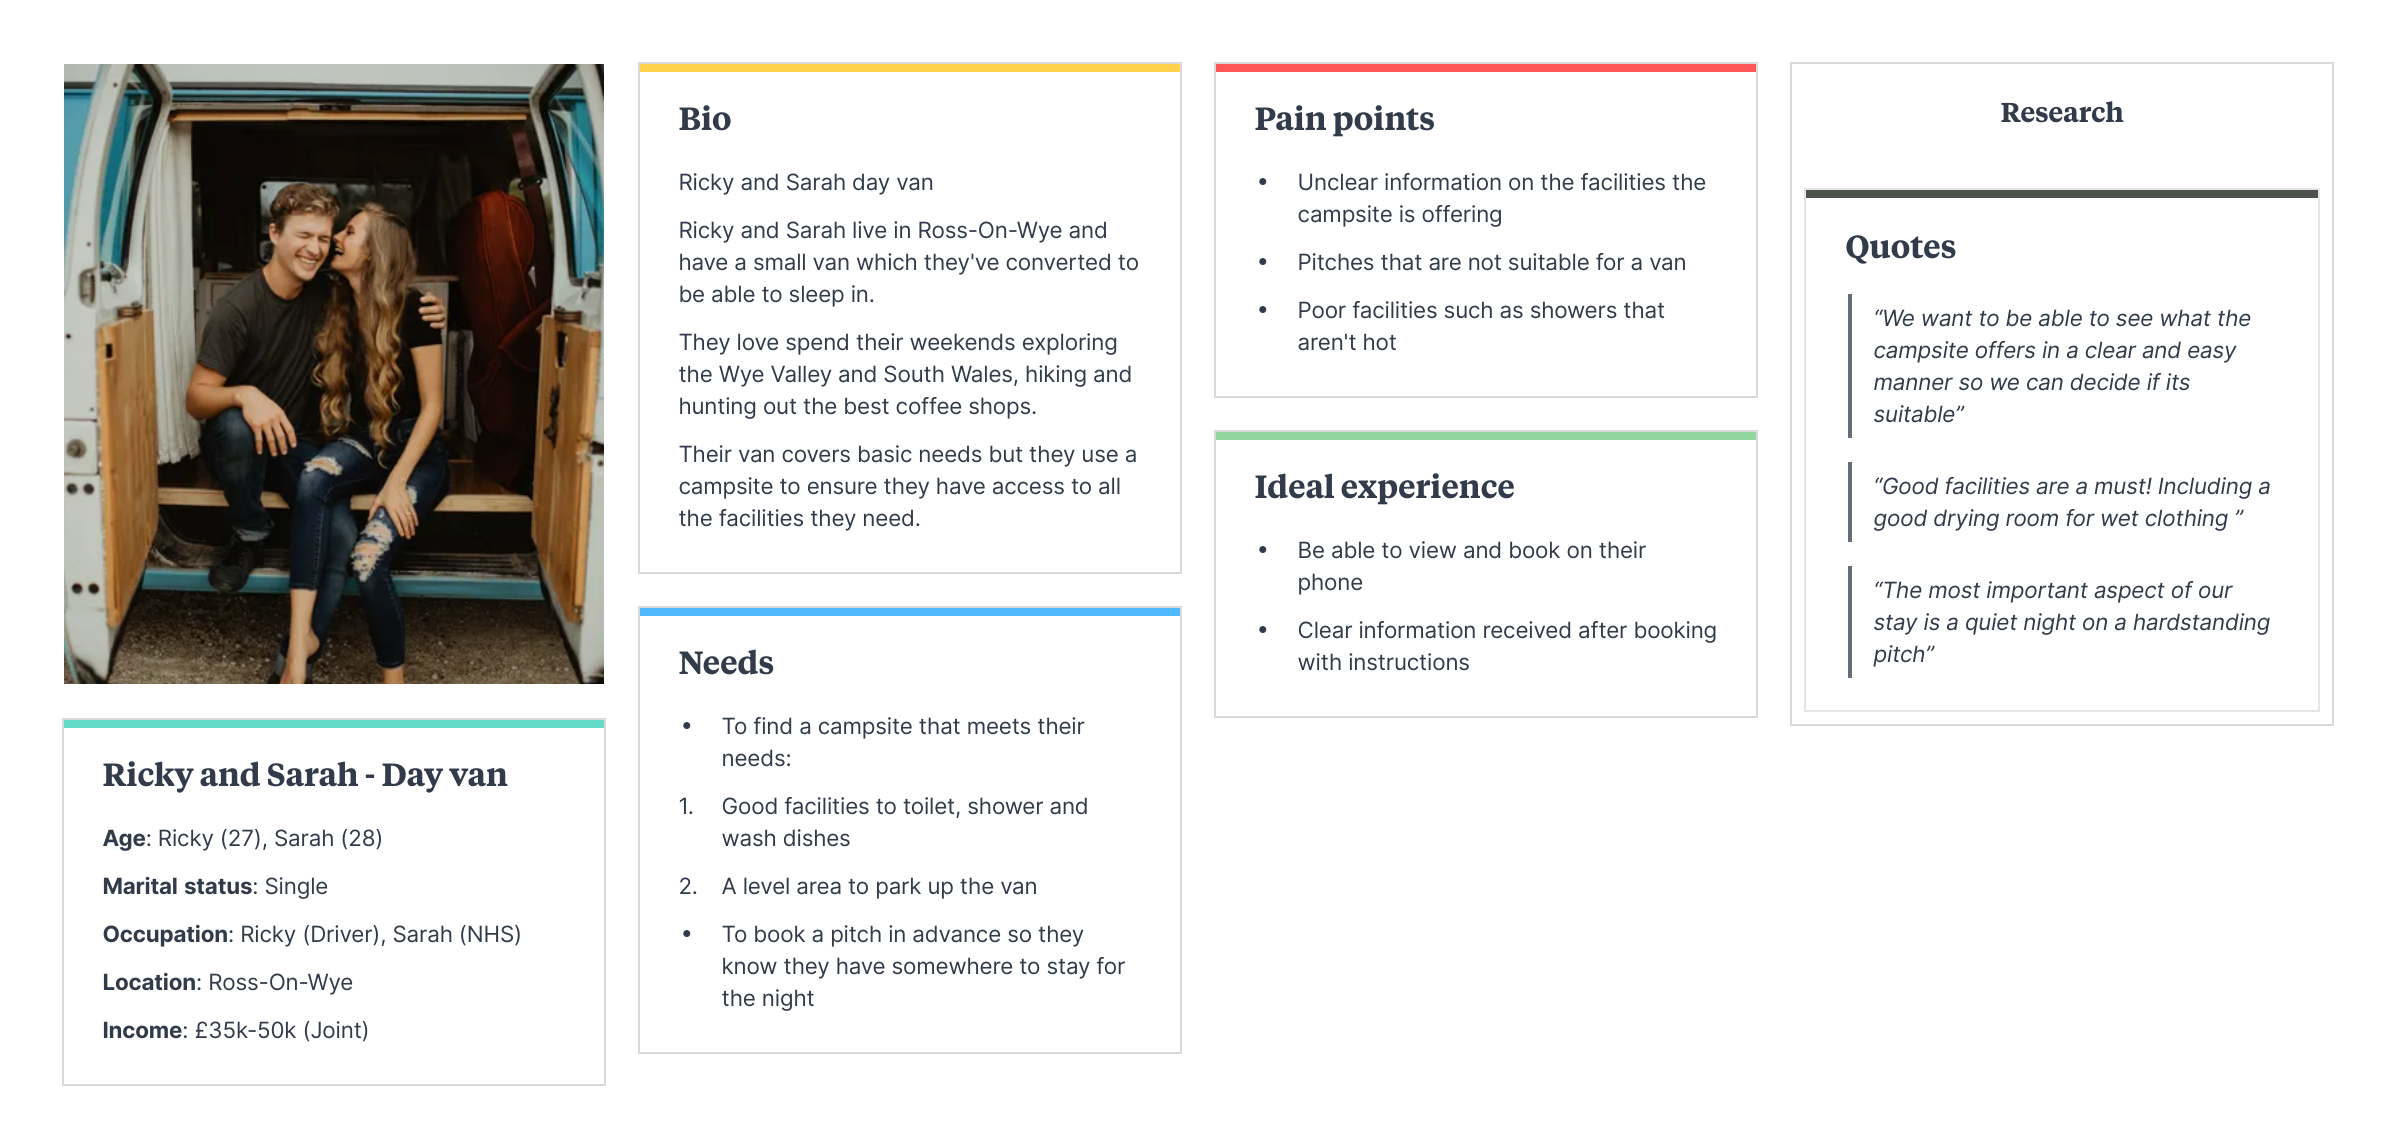 Ricky and Sarah - Day van
Age: Ricky (27), Sarah (28)
Marital status: Single
Occupation: Ricky (Driver), Sarah (NHS)
Location: Ross-On-Wye
Income: £35k-50k (Joint)
Bio
Ricky and Sarah day van
Ricky and Sarah live in Ross-On-Wye and
have a small van which they've converted to
be able to sleep in.
They love spend their weekends exploring
the Wye Valley and South Wales, hiking and
hunting out the best coffee shops.
Their van covers basic needs but they use a
campsite to ensure they have access to all
the facilities they need.
Needs
• To find a campsite that meets their
needs:
1. Good facilities to toilet, shower and
wash dishes
2. A level area to park up the van
• To book a pitch in advance so they
know they have somewhere to stay for
the night
Pain points
• Unclear information on the facilities the
campsite is offering
• Pitches that are not suitable for a van
• Poor facilities such as showers that
aren't hot
Ideal experience
• Be able to view and book on their
phone
• Clear information received after booking
with instructions
Research
Quotes
“We want to be able to see what the
campsite offers in a clear and easy
manner so we can decide if its
suitable”
“Good facilities are a must! Including a
good drying room for wet clothing ”
“The most important aspect of our
stay is a quiet night on a hardstanding
pitch”